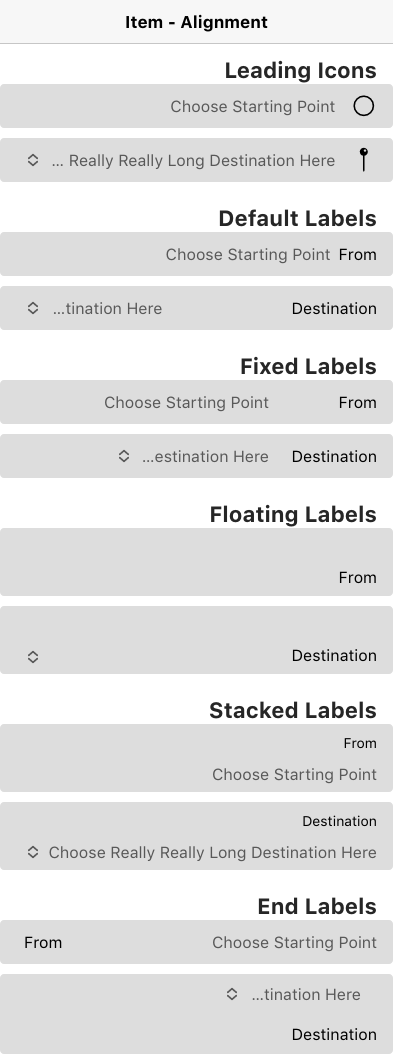 Item - Alignment
Leading Icons
Choose Starting Point
... Really Really Long Destination Here
Default Labels
Choose Starting Point From
...tination Here Destination
Fixed Labels
Choose Starting Point From
...estination Here Destination
Floating Labels
From
Destination
Stacked Labels
From
Choose Starting Point
Destination
Choose Really Really Long Destination Here
End Labels
From Choose Starting Point
...tination Here
Destination